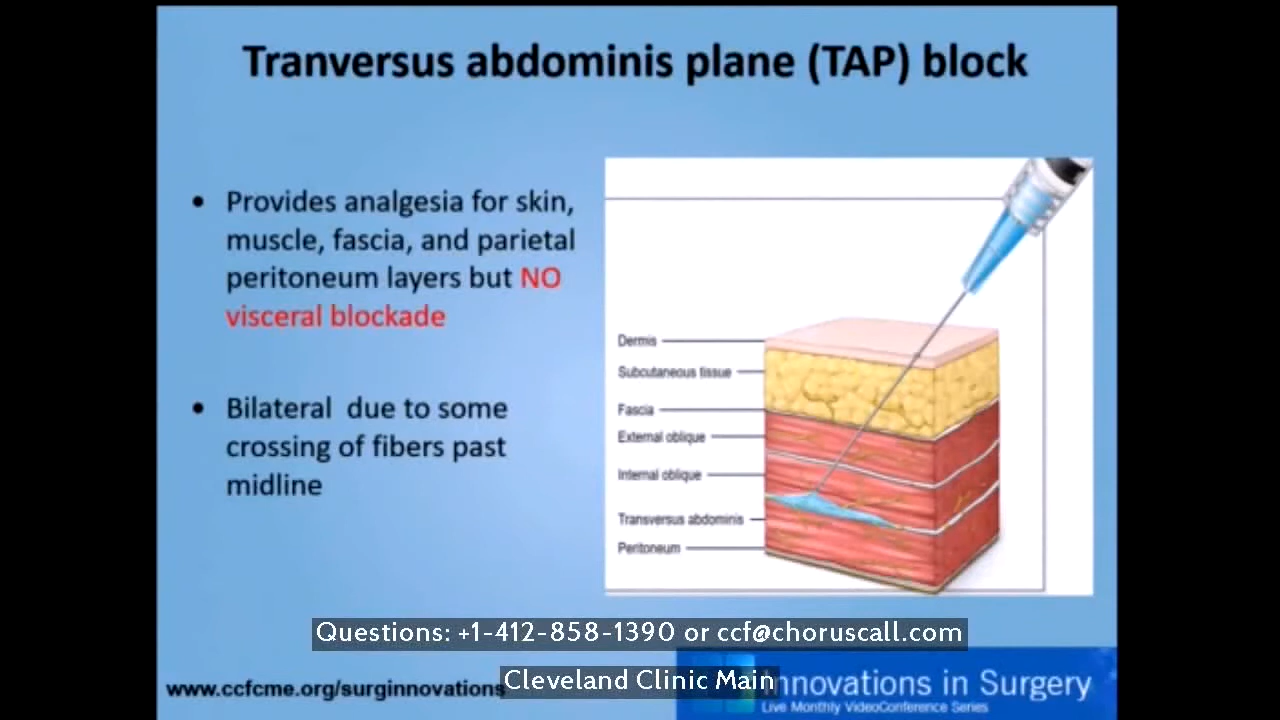 Tranversus abdominis plane (TAP) block
• Provides analgesia for skin,
muscle, fascia, and parietal
peritoneum layers but NO
visceral blockade
• Bilateral due to some
crossing of fibers past
midline
Dermis
Subcutaneous tissue
Fascia
External oblique
Internal oblique
Transversus abdominis
Peritoneum
Questions: +1-412-858-1390 or ccf@choruscall.com
Cleveland Clinic Main
www.ccfcme.org/surginnovations
Innovations in Surgery
Live Monthly VideoConference Series